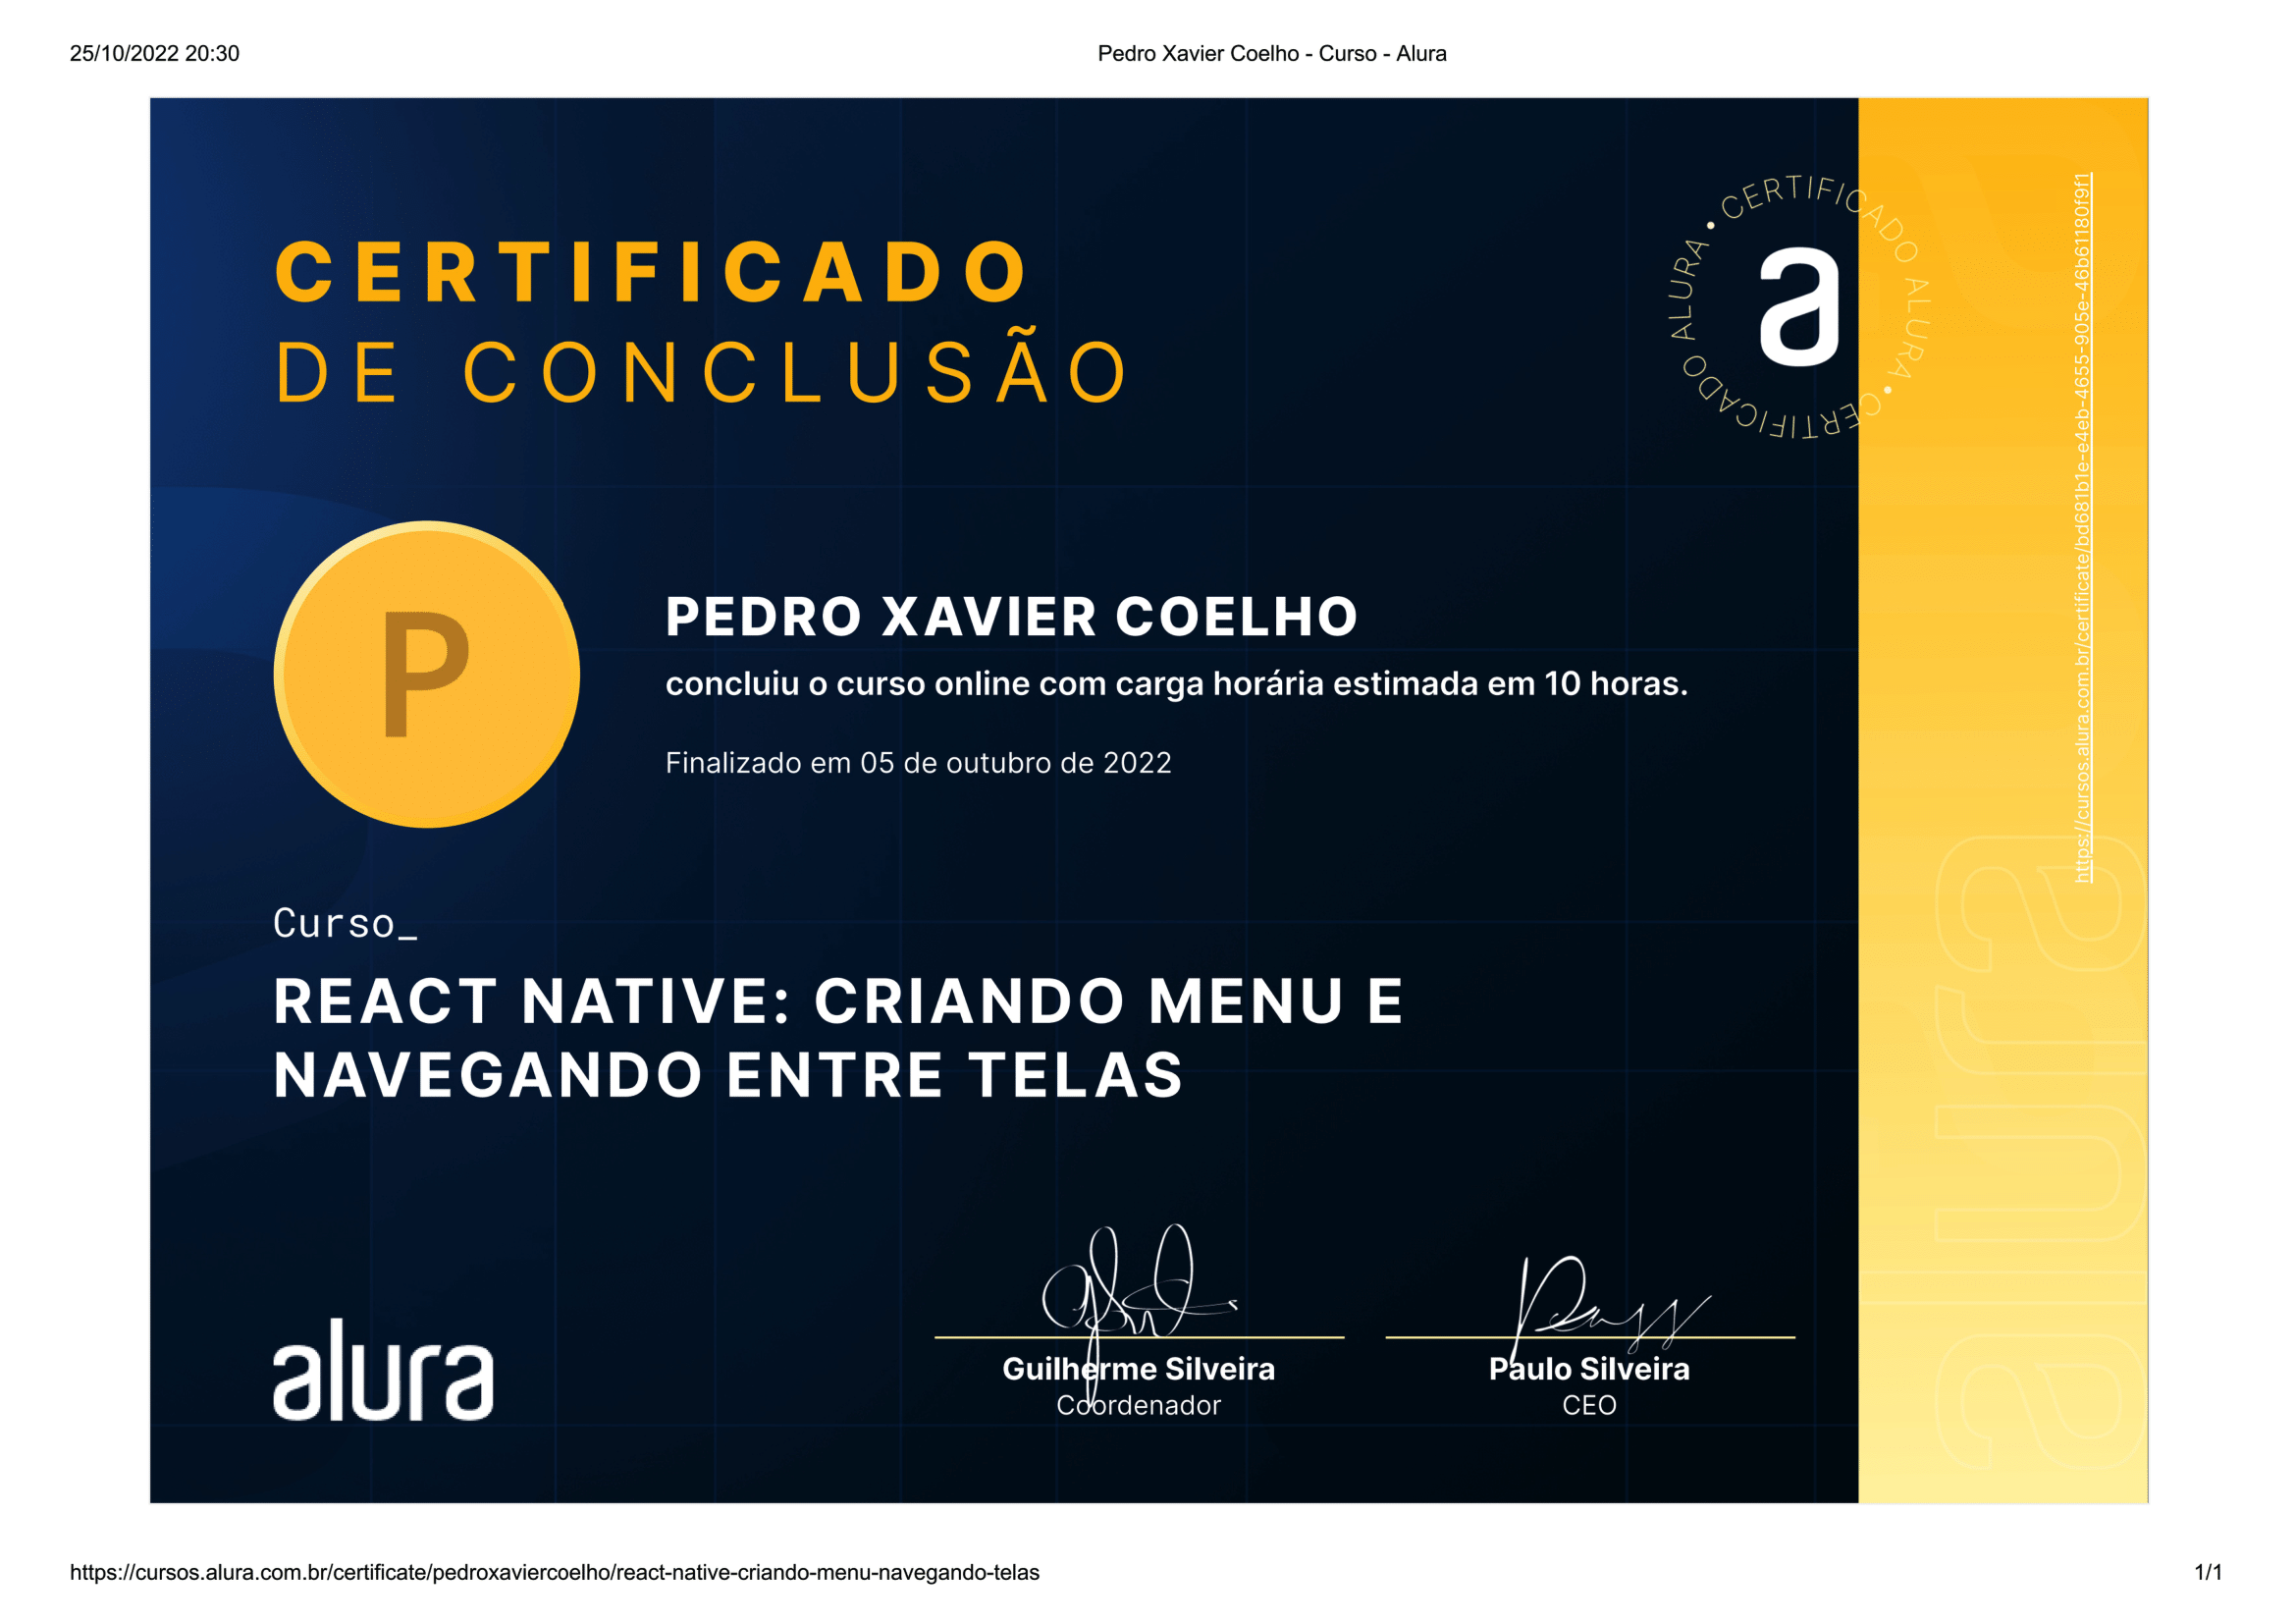 25/10/2022 20:30
Pedro Xavier Coelho - Curso - Alura
CERTIFICADO
DE CONCLUSÃO
• CERTIFICADO ALURA • CERTIFICADO ALURA
a
https://cursos.alura.com.br/certificate/bd681b1e-e4eb-4655-905e-46b61180f9f1
P
PEDRO XAVIER COELHO
concluiu o curso online com carga horária estimada em 10 horas.
Finalizado em 05 de outubro de 2022
Curso_
REACT NATIVE: CRIANDO MENU E
NAVEGANDO ENTRE TELAS
alura
alura
Guilherme Silveira
Coordenador
Paulo Silveira
CEO
https://cursos.alura.com.br/certificate/pedroxaviercoelho/react-native-criando-menu-navegando-telas
1/1